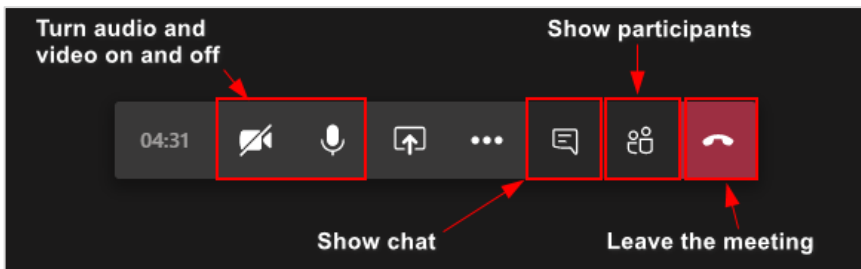 Turn audio and
video on and off
Show participants
04:31
Show chat
Leave the meeting